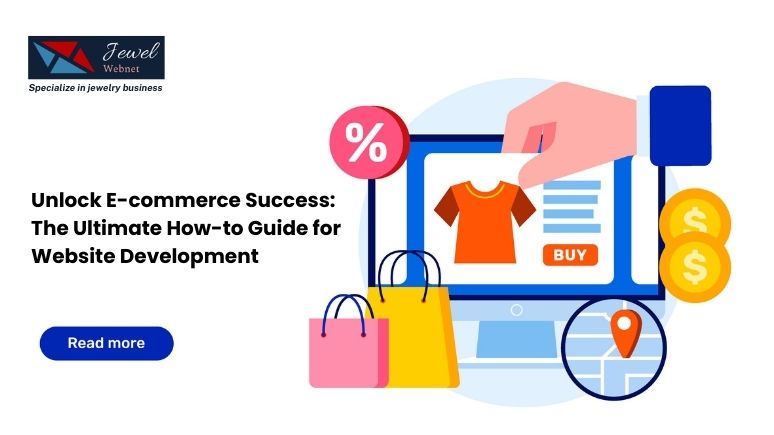 Jewel
Webnet
Specialize in jewelry business
%
Unlock E-commerce Success:
The Ultimate How-to Guide for
Website Development
BUY
$
$
Read more